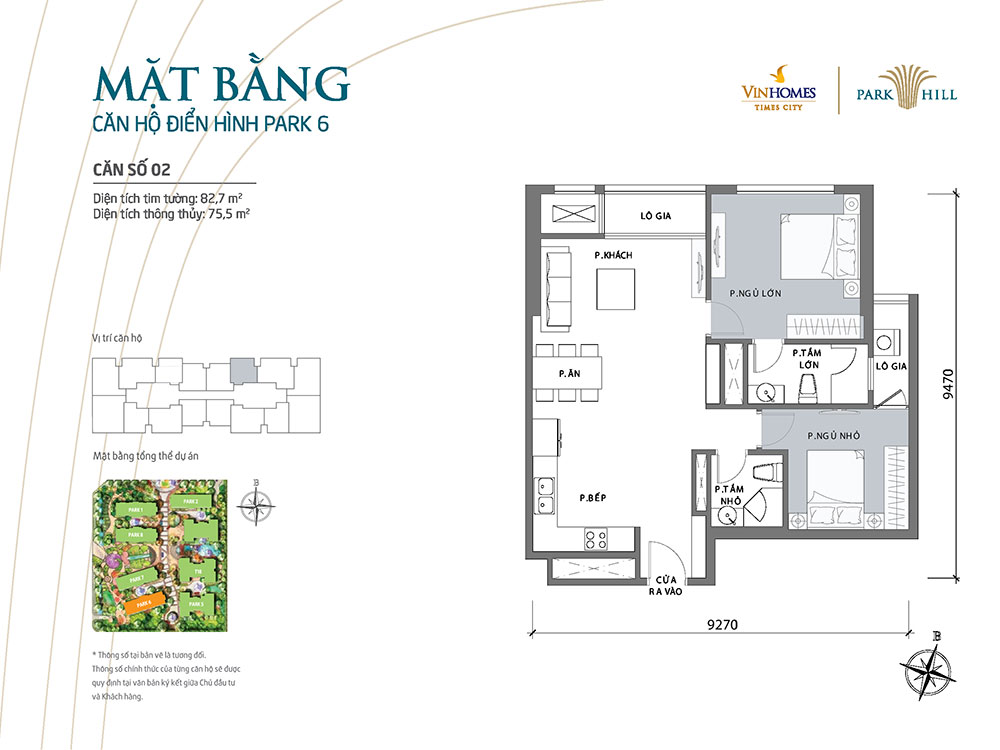 MẶT BẰNG
CĂN HỘ ĐIỂN HÌNH PARK 6
VINHOMES
TIMES CITY
PARK HILL
CĂN SỐ 02
Diện tích tim tường: 82,7 m²
Diện tích thông thủy: 75,5 m²
LÔ GIA
P.KHÁCH
P.NGỦ LỚN
Vị trí căn hộ
P.TẮM
LỚN
LÔ GIA
P.ĂN
9470
P.NGỦ NHỎ
Mặt bằng tổng thể dự án
P.TẮM
NHỎ
P.BẾP
B
PARK 1
PARK 2
PARK 8
T18
PARK 7
PARK 6
PARK 5
CỬA
RA VÀO
9270
B
* Thông số tại bản vẽ là tương đối.
Thông số chính thức của từng căn hộ sẽ được
quy định tại văn bản ký kết giữa Chủ đầu tư
và Khách hàng.